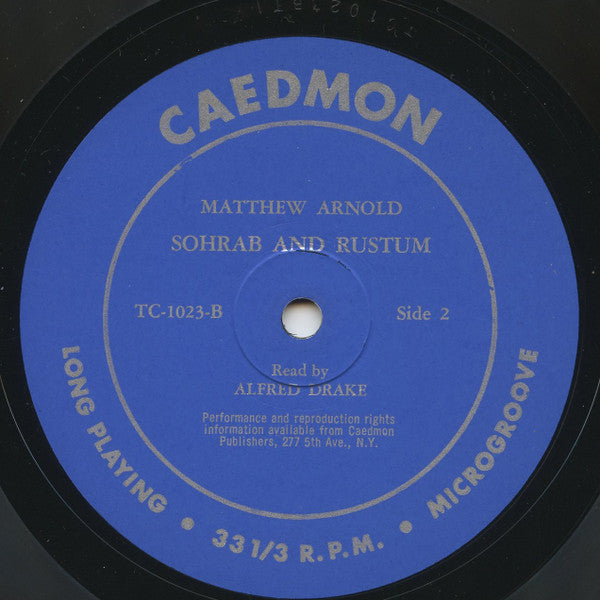 CAEDMON
MATTHEW ARNOLD
SOHRAB AND RUSTUM
TC-1023-B
Side 2
Read by
ALFRED DRAKE
Performance and reproduction rights
information available from Caedmon
Publishers, 277 5th Ave., N.Y.
LONG PLAYING • 33 1/3 R.P.M. • MICROGROOVE